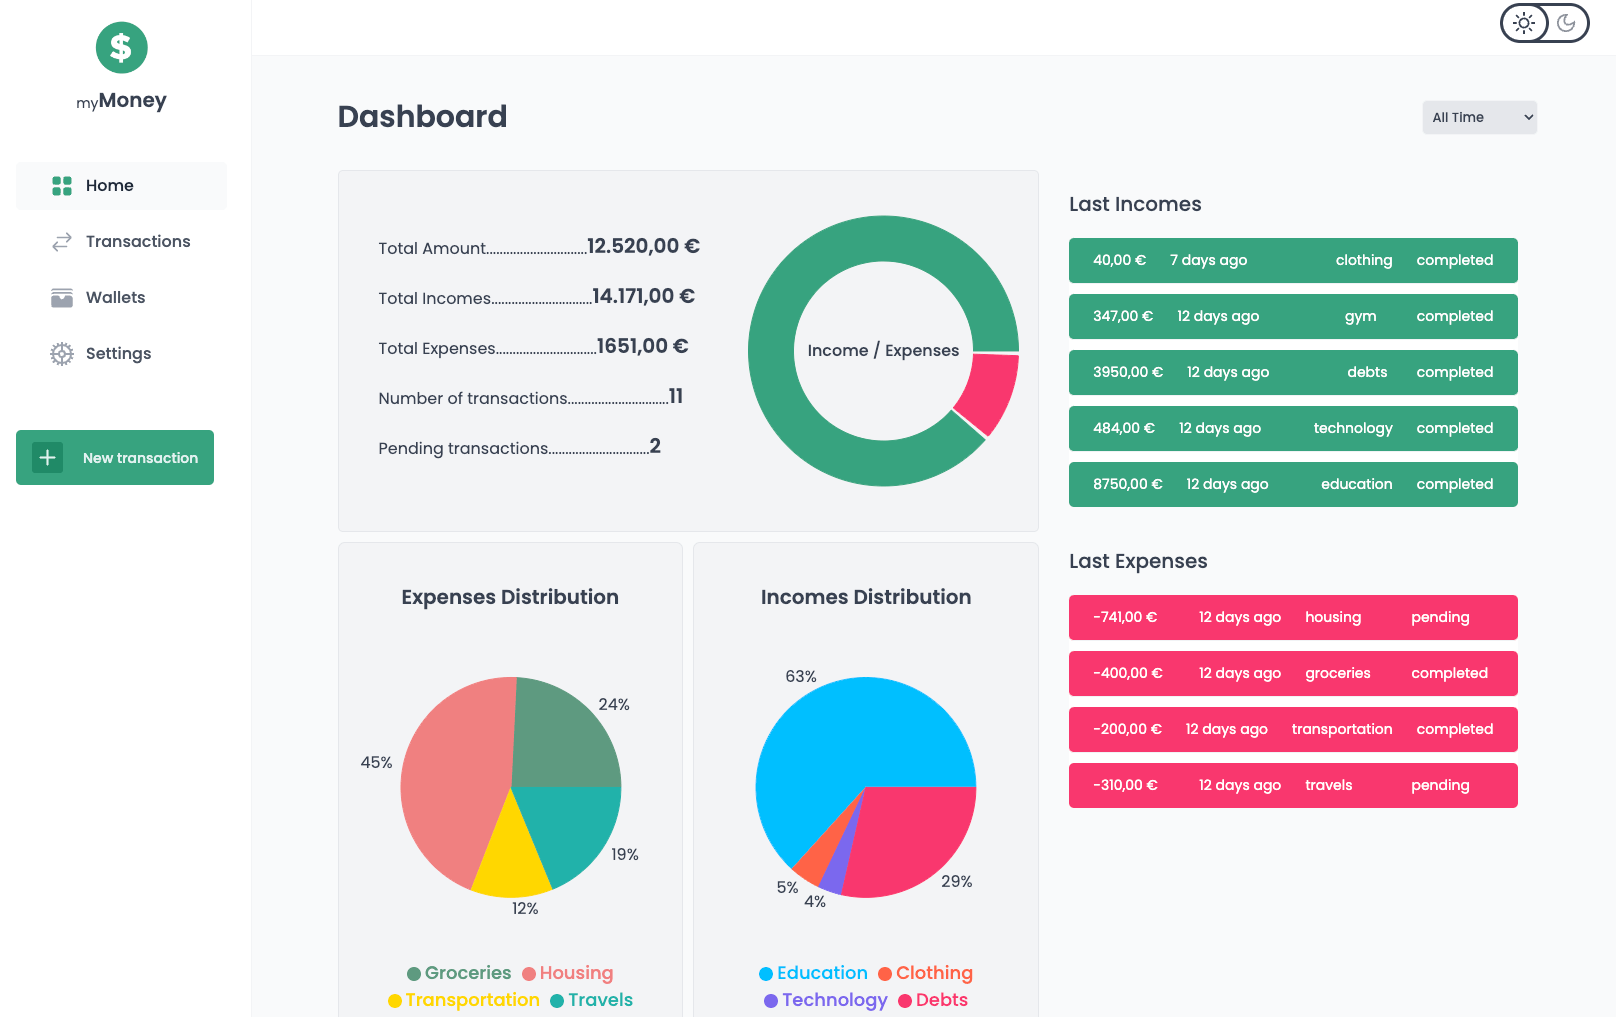 myMoney
Home
Transactions
Wallets
Settings
New transaction
Dashboard
All Time
Total Amount..............................12.520,00 €
Total Incomes..............................14.171,00 €
Total Expenses..............................1651,00 €
Number of transactions..............................11
Pending transactions..............................2
Income / Expenses
Expenses Distribution
24%
45%
19%
12%
Groceries Housing
Transportation Travels
Incomes Distribution
63%
5%
4%
29%
Education Clothing
Technology Debts
Last Incomes
40,00 € 7 days ago clothing completed
347,00 € 12 days ago gym completed
3950,00 € 12 days ago debts completed
484,00 € 12 days ago technology completed
8750,00 € 12 days ago education completed
Last Expenses
-741,00 € 12 days ago housing pending
-400,00 € 12 days ago groceries completed
-200,00 € 12 days ago transportation completed
-310,00 € 12 days ago travels pending